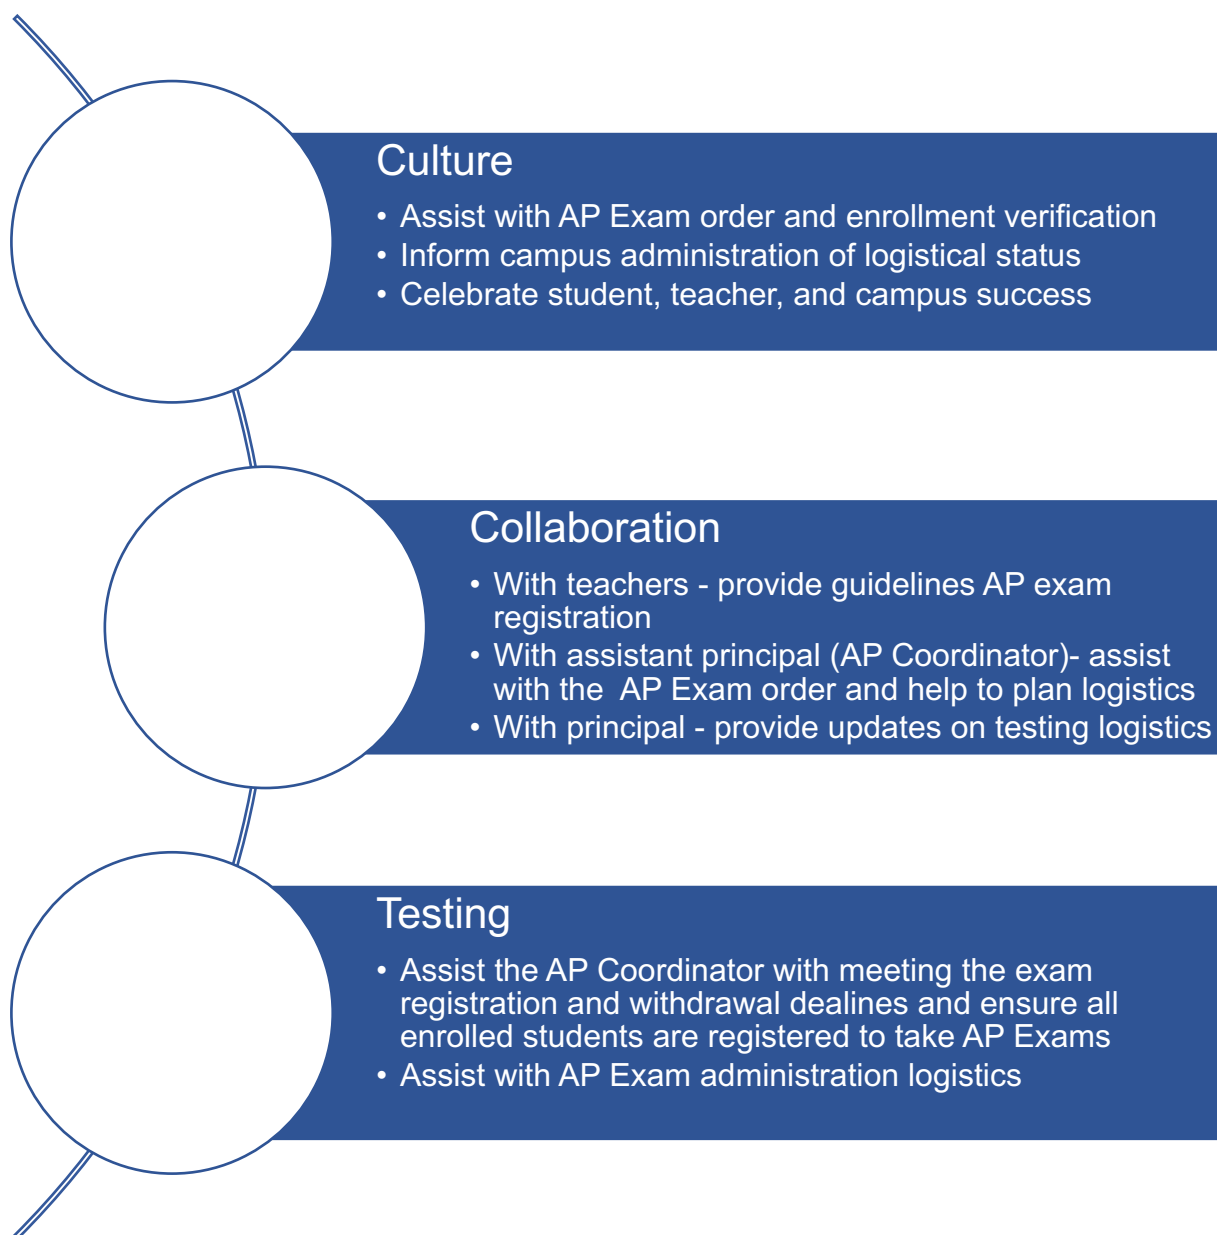 Culture
• Assist with AP Exam order and enrollment verification
• Inform campus administration of logistical status
• Celebrate student, teacher, and campus success
Collaboration
• With teachers - provide guidelines AP exam
registration
• With assistant principal (AP Coordinator)- assist
with the  AP Exam order and help to plan logistics
• With principal - provide updates on testing logistics
Testing
• Assist the AP Coordinator with meeting the exam
registration and withdrawal dealines and ensure all
enrolled students are registered to take AP Exams
• Assist with AP Exam administration logistics